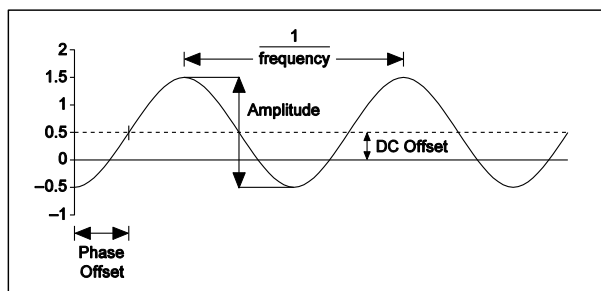 2
1.5
1
0.5
0
–0.5
–1
1
frequency
Amplitude
DC Offset
Phase
Offset